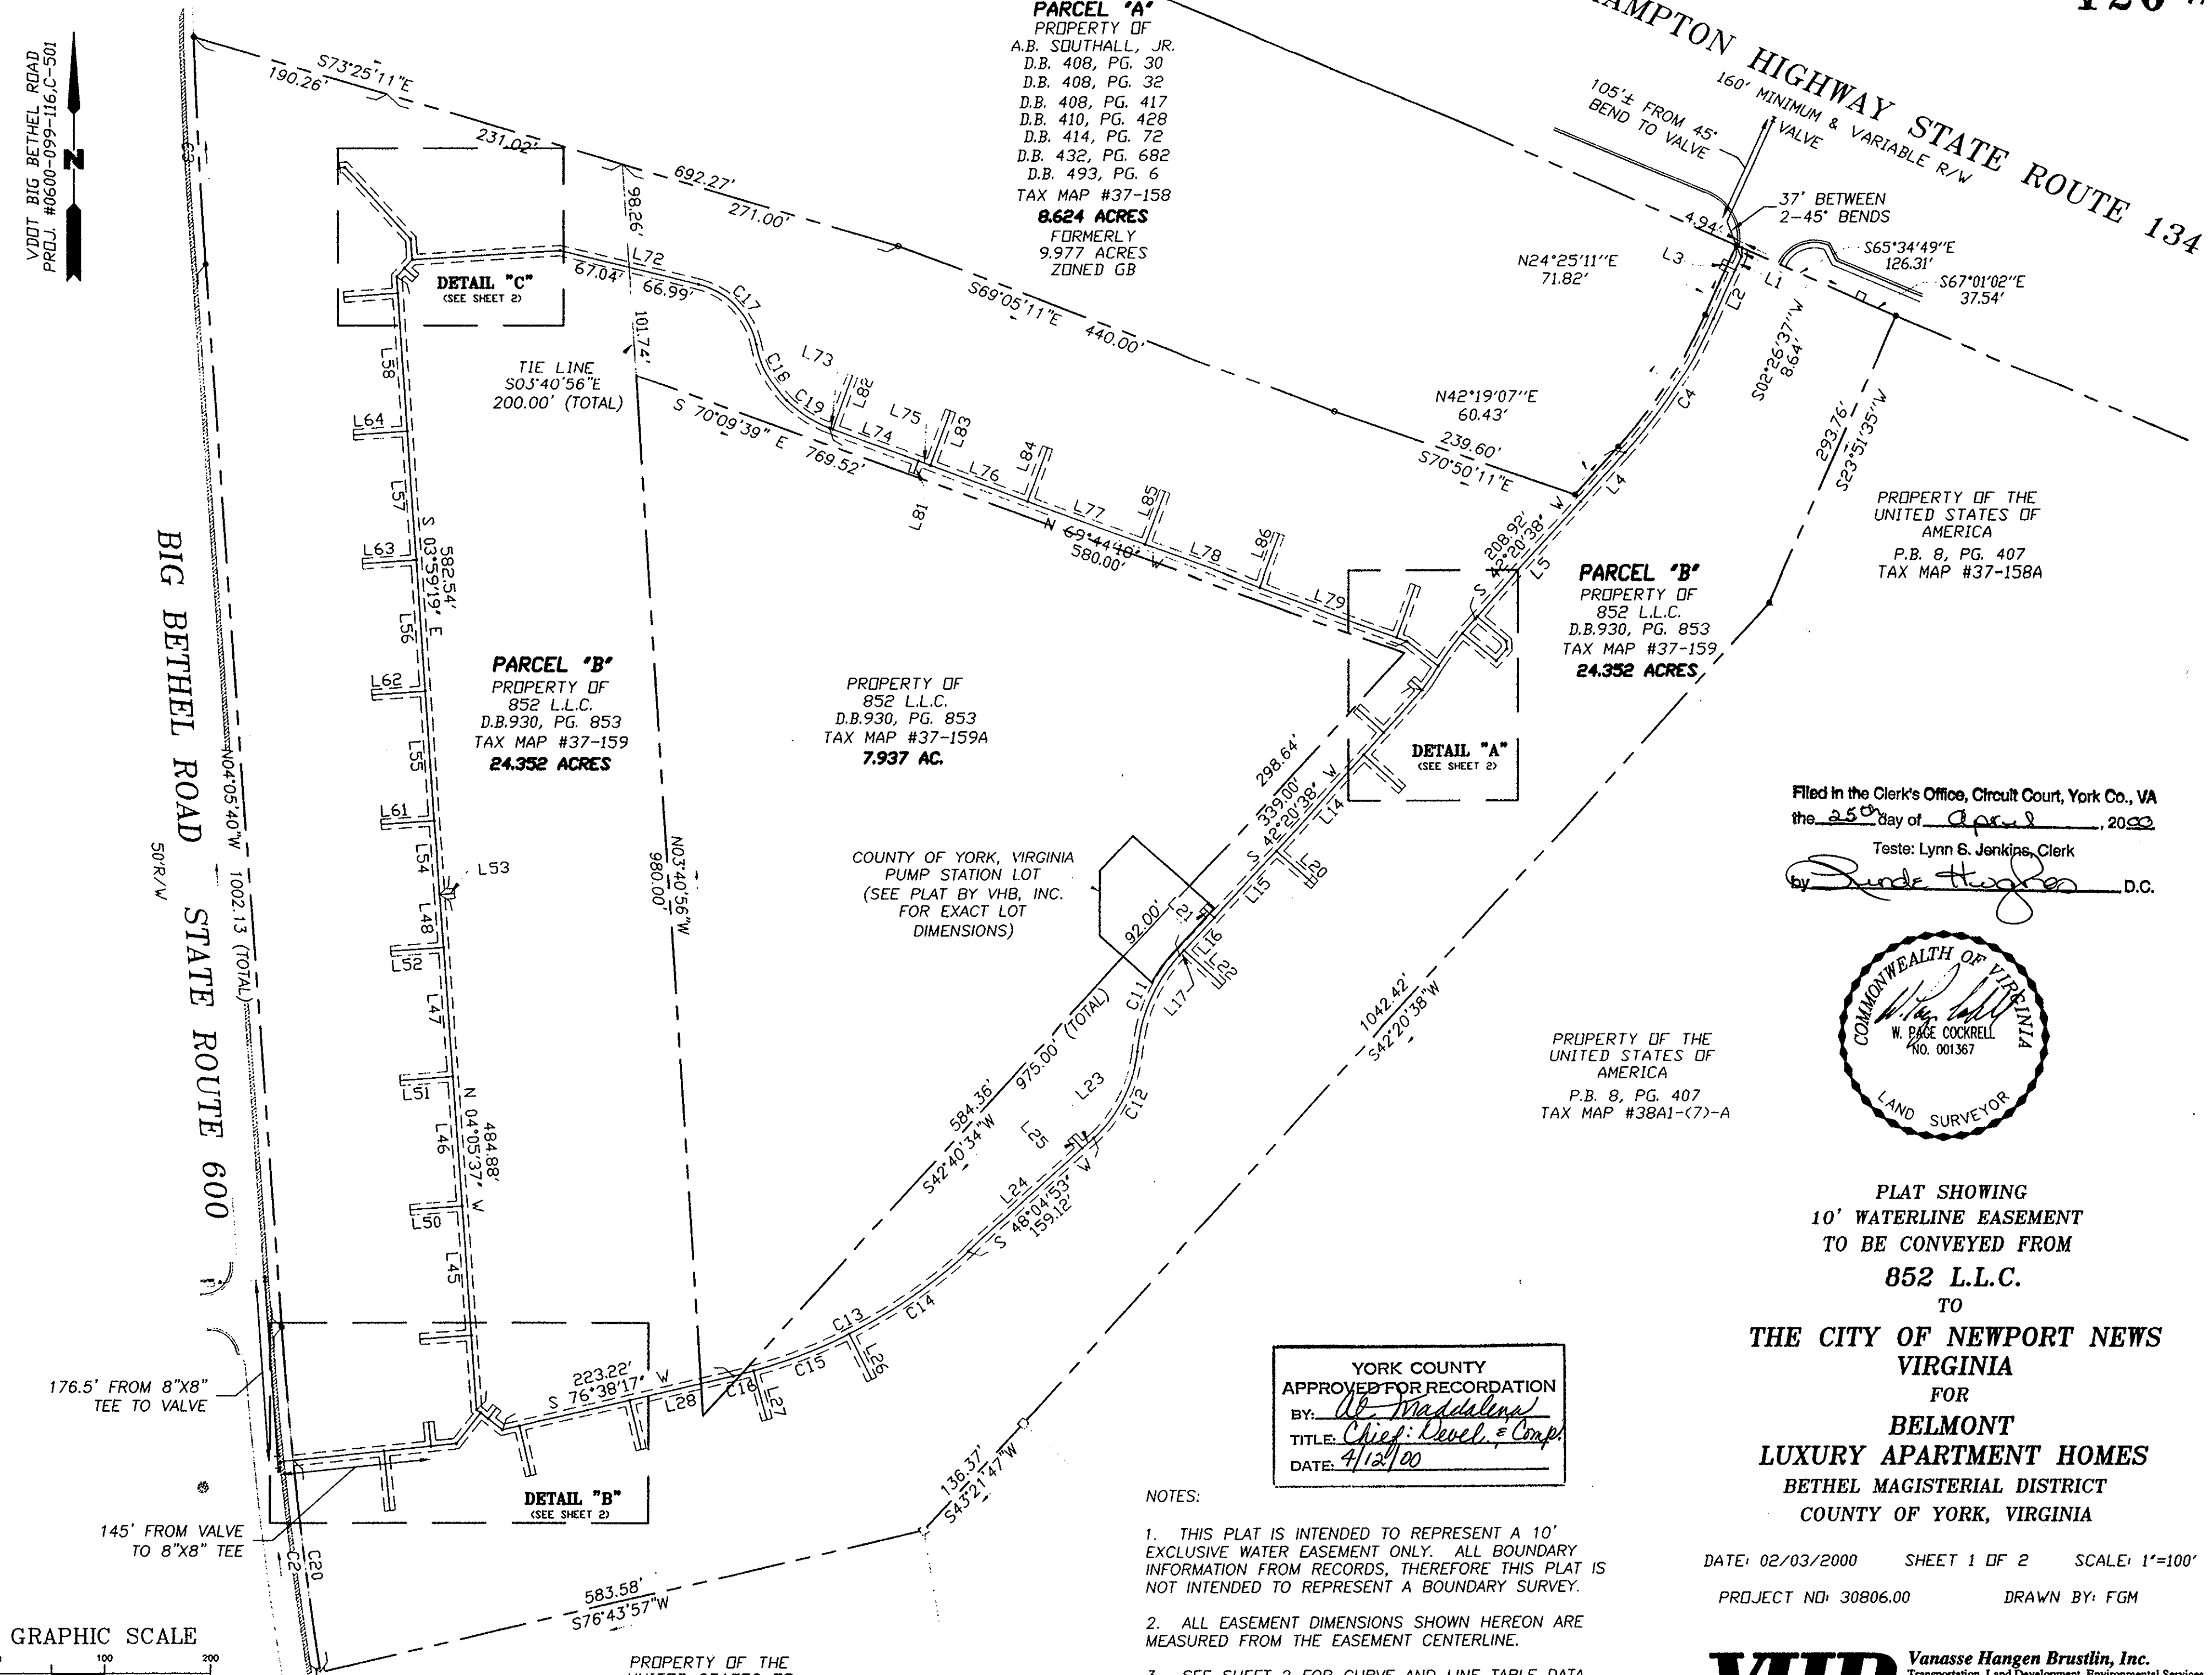 VDOT BIG BETHEL ROAD
PROJ. #0600-099-116,C-501
N
S73°25'11"E
190.26'
231.02'
692.27'
271.00'
98.26'
C3
PARCEL "A"
PROPERTY OF
A.B. SOUTHALL, JR.
D.B. 408, PG. 30
D.B. 408, PG. 32
D.B. 408, PG. 417
D.B. 410, PG. 428
D.B. 414, PG. 72
D.B. 432, PG. 682
D.B. 493, PG. 6
TAX MAP #37-158
8.624 ACRES
FORMERLY
9.977 ACRES
ZONED GB
HAMPTON HIGHWAY STATE ROUTE 134
160' MINIMUM & VARIABLE R/W
105'± FROM 45°
BEND TO VALVE
VALVE
37' BETWEEN
2-45° BENDS
4.94'
L3
L1
L2
S65°34'49"E
126.31'
S67°01'02"E
37.54'
N24°25'11"E
71.82'
S02°26'37"W
8.64'
C4
293.76'
S23°51'35"W
N42°19'07"E
60.43'
S69°05'11"E
440.00'
239.60'
S70°50'11"E
L4
208.92'
S 42°20'38" W
L5
DETAIL "C"
(SEE SHEET 2)
L72
67.04'
66.99'
C17
C18
C19
101.74'
TIE LINE
S03°40'56"E
200.00' (TOTAL)
S 70°09'39" E
769.52'
L73
L82
L74
L75
L83
L81
L76
L84
L77
L85
L78
L86
L79
N 69°44'10" W
580.00'
L58
L64
L57
L63
S 03°59'19" E
582.54'
L56
L62
L55
L61
L54
L53
L48
L52
L47
L51
N 04°05'37" W
484.88'
L46
L50
L45
BIG BETHEL ROAD STATE ROUTE 600
50'R/W
N04°05'40"W 1002.13 (TOTAL)
PARCEL "B"
PROPERTY OF
852 L.L.C.
D.B.930, PG. 853
TAX MAP #37-159
24.352 ACRES
N03°40'56"W
980.00'
PROPERTY OF
852 L.L.C.
D.B.930, PG. 853
TAX MAP #37-159A
7.937 AC.
PARCEL "B"
PROPERTY OF
852 L.L.C.
D.B.930, PG. 853
TAX MAP #37-159
24.352 ACRES
PROPERTY OF THE
UNITED STATES OF
AMERICA
P.B. 8, PG. 407
TAX MAP #37-158A
DETAIL "A"
(SEE SHEET 2)
298.64'
339.00'
S 42°20'38" W
L14
L20
L15
L21
L16
L22
L17
92.00'
COUNTY OF YORK, VIRGINIA
PUMP STATION LOT
(SEE PLAT BY VHB, INC.
FOR EXACT LOT
DIMENSIONS)
C11
C12
L23
L25
L24
S 48°04'53" W
159.12'
584.36'
975.00' (TOTAL)
S42°40'34"W
1042.42'
S42°20'38"W
C14
C13
L26
C15
C16
L27
L28
223.22'
S 76°38'17" W
DETAIL "B"
(SEE SHEET 2)
176.5' FROM 8"X8"
TEE TO VALVE
145' FROM VALVE
TO 8"X8" TEE
C2
C20
136.37'
S43°21'47"W
583.58'
S76°43'57"W
PROPERTY OF THE
UNITED STATES OF
AMERICA
P.B. 8, PG. 407
TAX MAP #38A1-(7)-A
Filed in the Clerk's Office, Circuit Court, York Co., VA
the 25th day of April, 2000
Teste: Lynn S. Jenkins, Clerk
by D.C.
COMMONWEALTH OF VIRGINIA
W. PAGE COCKRELL
NO. 001367
LAND SURVEYOR
PLAT SHOWING
10' WATERLINE EASEMENT
TO BE CONVEYED FROM
852 L.L.C.
TO
THE CITY OF NEWPORT NEWS
VIRGINIA
FOR
BELMONT
LUXURY APARTMENT HOMES
BETHEL MAGISTERIAL DISTRICT
COUNTY OF YORK, VIRGINIA
DATE: 02/03/2000 SHEET 1 OF 2 SCALE: 1"=100'
PROJECT NO: 30806.00 DRAWN BY: FGM
VHB
Vanasse Hangen Brustlin, Inc.
Transportation, Land Development, Environmental Services
YORK COUNTY
APPROVED FOR RECORDATION
BY: Al Maddalena
TITLE: Chief: Devel. & Comp.
DATE: 4/12/00
NOTES:
1. THIS PLAT IS INTENDED TO REPRESENT A 10'
EXCLUSIVE WATER EASEMENT ONLY. ALL BOUNDARY
INFORMATION FROM RECORDS, THEREFORE THIS PLAT IS
NOT INTENDED TO REPRESENT A BOUNDARY SURVEY.
2. ALL EASEMENT DIMENSIONS SHOWN HEREON ARE
MEASURED FROM THE EASEMENT CENTERLINE.
3. SEE SHEET 2 FOR CURVE AND LINE TABLE DATA
GRAPHIC SCALE
100 200
PROPERTY OF THE